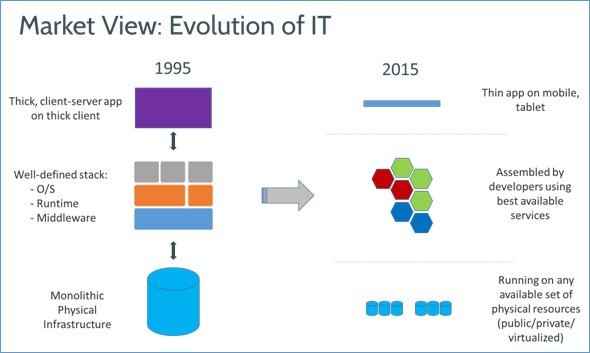 Market View: Evolution of IT
1995
2015
Thick, client-server app
on thick client
Thin app on mobile,
tablet
Well-defined stack:
- O/S
- Runtime
- Middleware
Assembled by
developers using
best available
services
Monolithic
Physical
Infrastructure
Running on any
available set of
physical resources
(public/private/
virtualized)